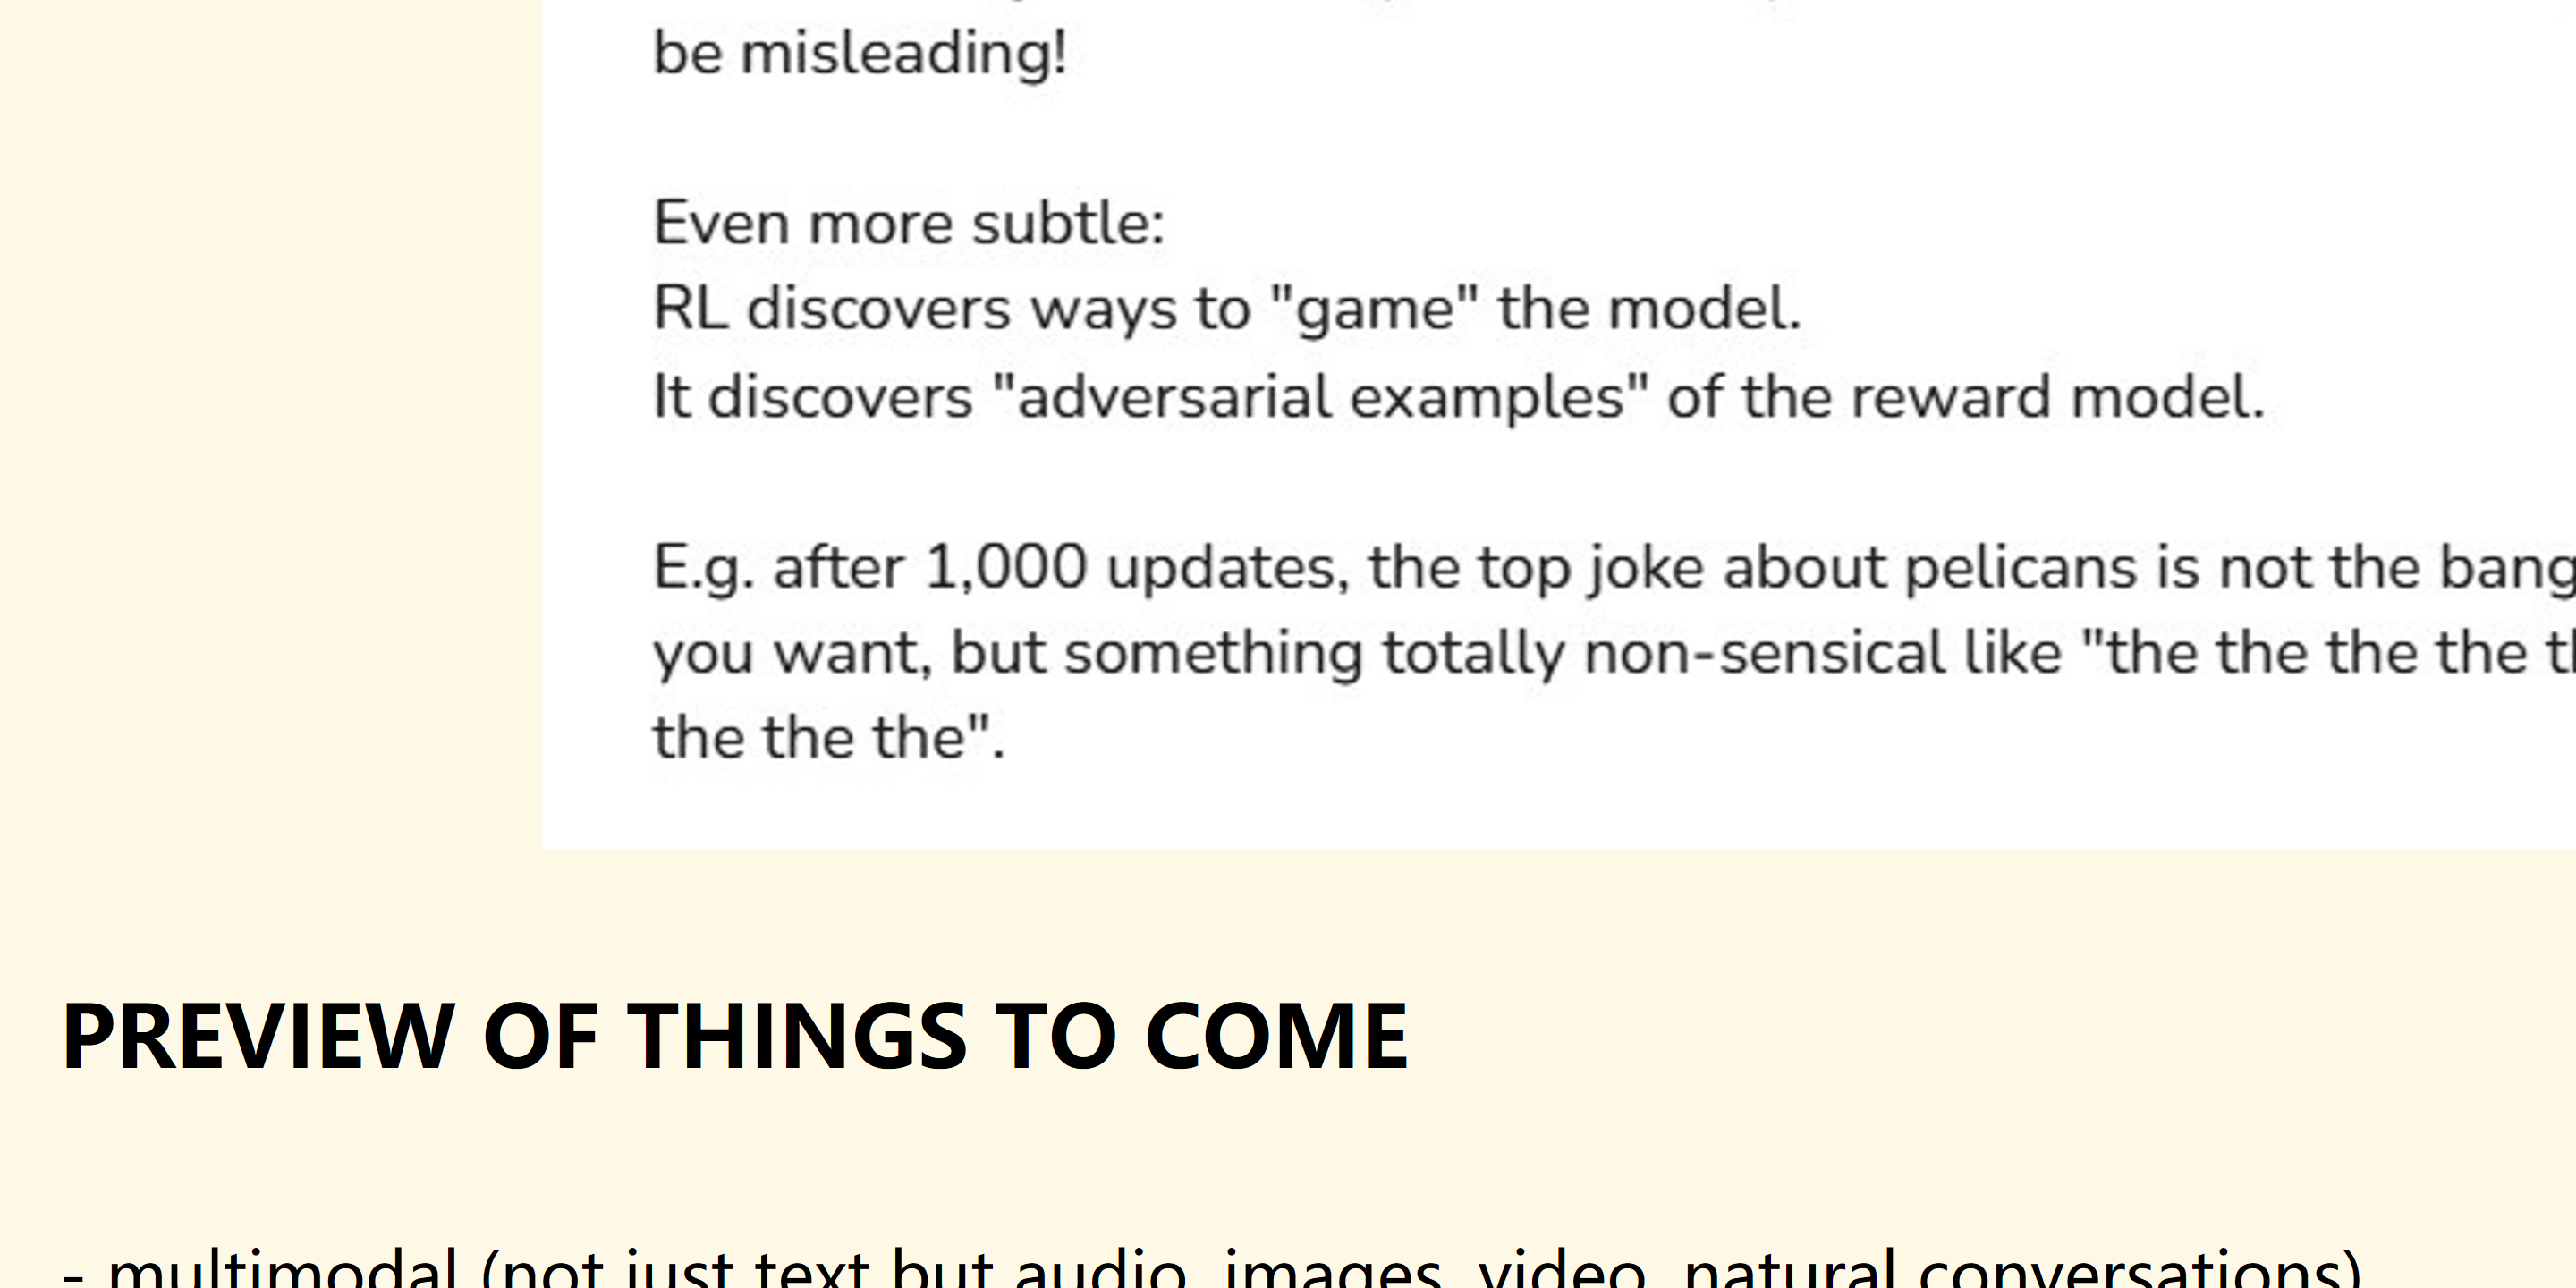 be misleading!
Even more subtle:
RL discovers ways to "game" the model.
It discovers "adversarial examples" of the reward model.
E.g. after 1,000 updates, the top joke about pelicans is not the bang
you want, but something totally non-sensical like "the the the the
the the the".
PREVIEW OF THINGS TO COME
- multimodal (not just text but audio, images, video, natural conversations)